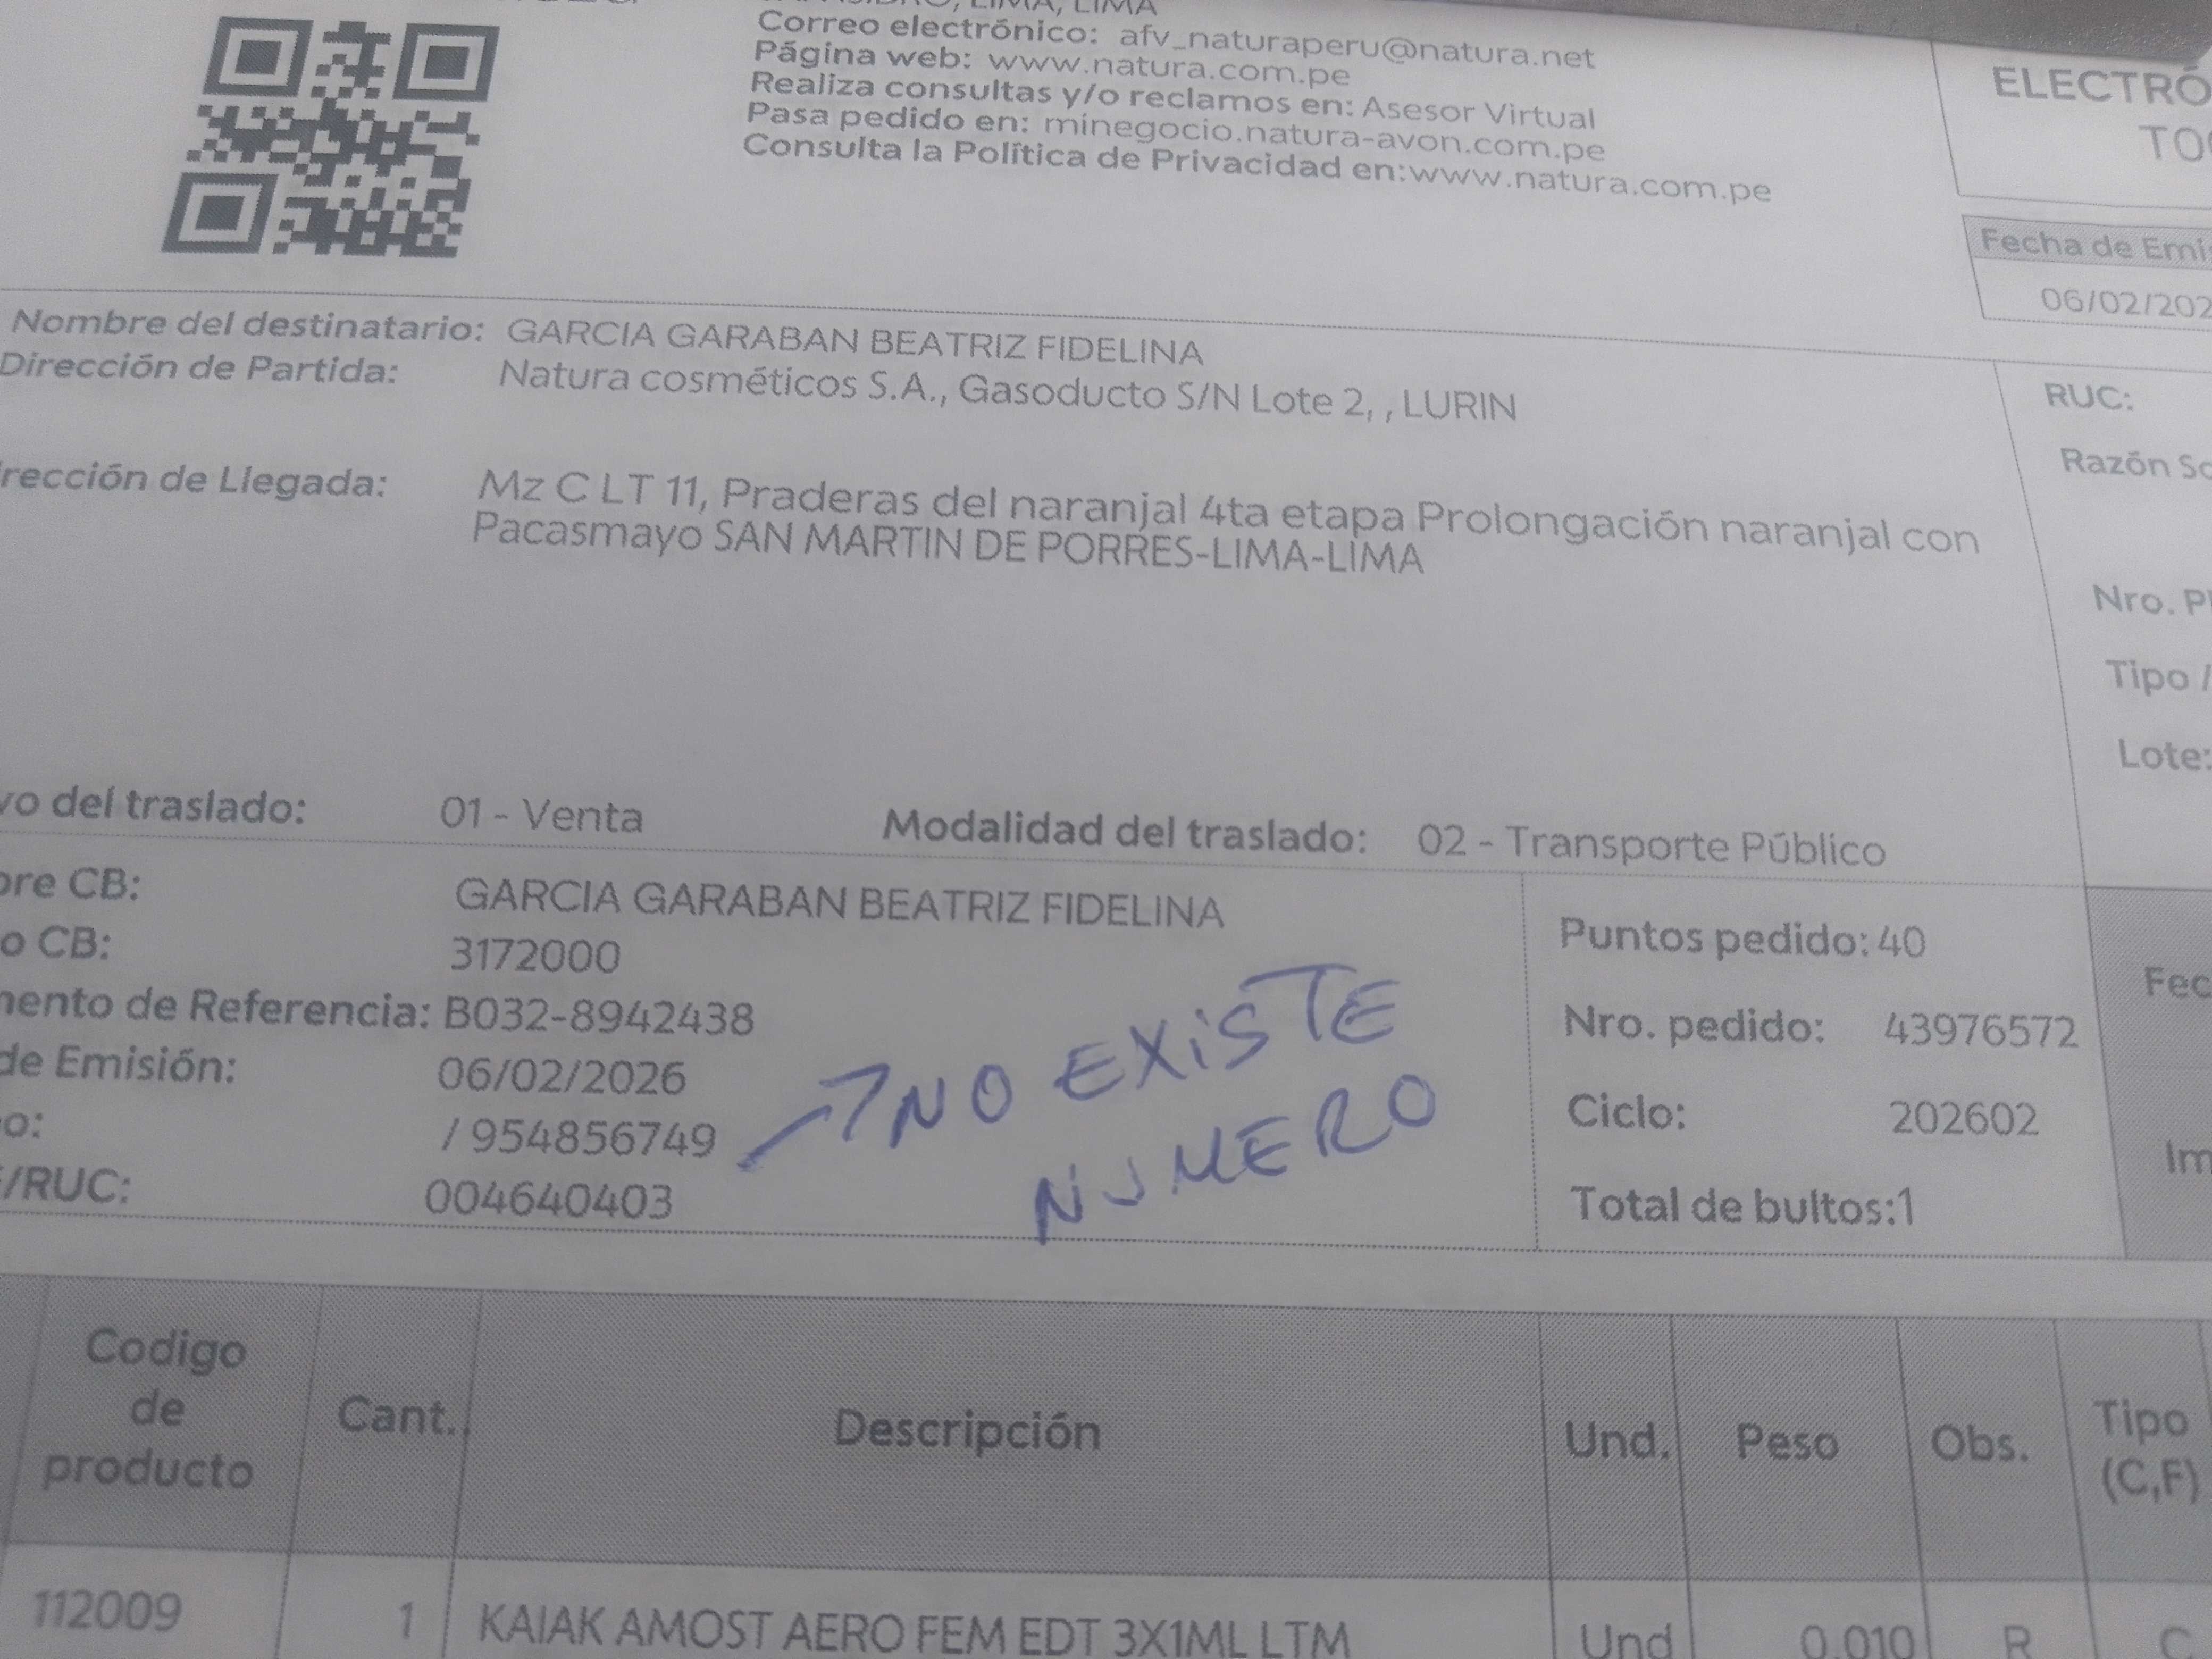 LIMA, LIMA
Correo electrónico: afv_naturaperu@natura.net
Página web: www.natura.com.pe
Realiza consultas y/o reclamos en: Asesor Virtual
Pasa pedido en: minegocio.natura-avon.com.pe
Consulta la Política de Privacidad en:www.natura.com.pe
ELECTRÓ
TO
Fecha de Emi
06/02/202
Nombre del destinatario: GARCIA GARABAN BEATRIZ FIDELINA
Dirección de Partida: Natura cosméticos S.A., Gasoducto S/N Lote 2, , LURIN
RUC:
Razón So
rección de Llegada: Mz C LT 11, Praderas del naranjal 4ta etapa Prolongación naranjal con
Pacasmayo SAN MARTIN DE PORRES-LIMA-LIMA
Nro. Pl
Tipo /
Lote:
vo del traslado: 01 - Venta Modalidad del traslado: 02 - Transporte Público
bre CB: GARCIA GARABAN BEATRIZ FIDELINA
o CB: 3172000
mento de Referencia: B032-8942438
de Emisión: 06/02/2026
o: / 954856749
/RUC: 004640403
NO EXiSTE
NUMERO
Puntos pedido: 40
Nro. pedido: 43976572
Ciclo: 202602
Total de bultos:1
Fec
Im
Codigo de producto Cant. Descripción Und. Peso Obs. Tipo (C,F)
112009 1 KAIAK AMOST AERO FEM EDT 3X1ML LTM Und 0.010 R C